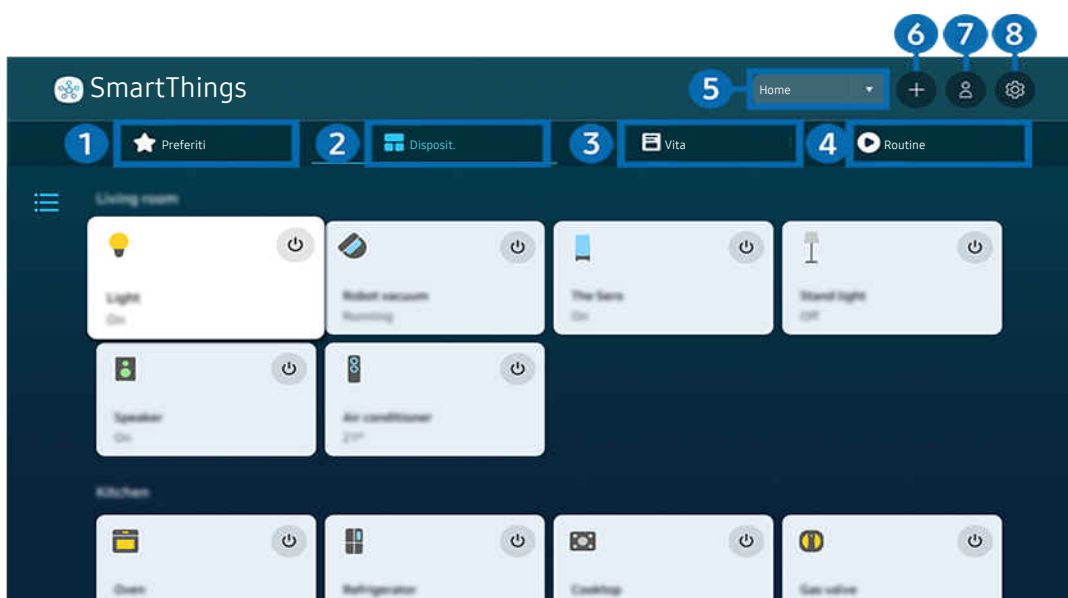 6 7 8
SmartThings
5 Home
1 Preferiti 2 Disposit. 3 Vita 4 Routine
Living room
Light
On
Robot vacuum
Running
The Sero
On
Stand light
Off
Speaker
On
Air conditioner
21°
Kitchen
Oven
Refrigerator
Cooktop
Gas valve